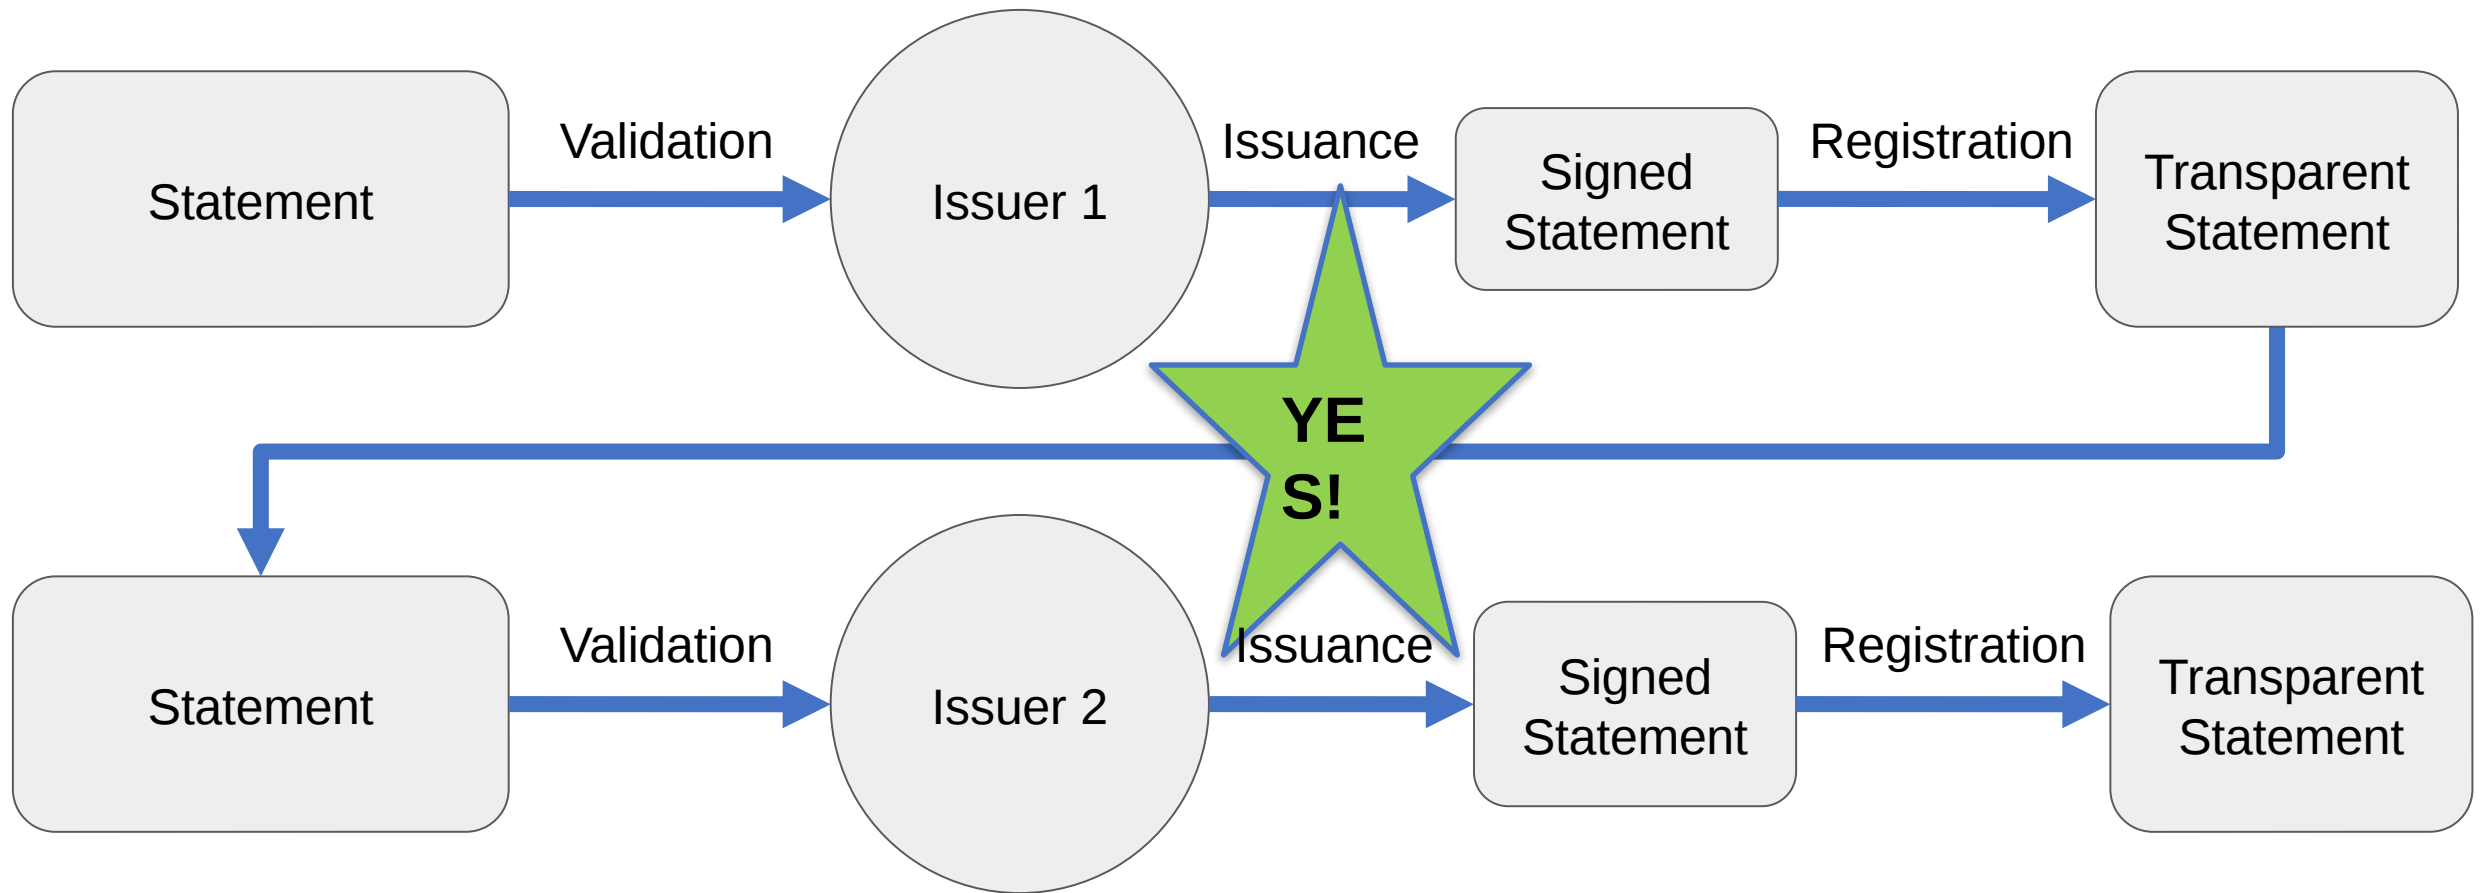 Validation
Issuance
Registration
Statement
Issuer 1
Signed
Statement
Transparent
Statement
YE
S!
Validation
Issuance
Registration
Statement
Issuer 2
Signed
Statement
Transparent
Statement